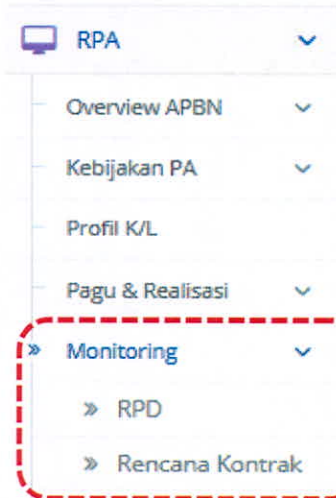 RPA
Overview APBN
Kebijakan PA
Profil K/L
Pagu & Realisasi
» Monitoring
» RPD
» Rencana Kontrak